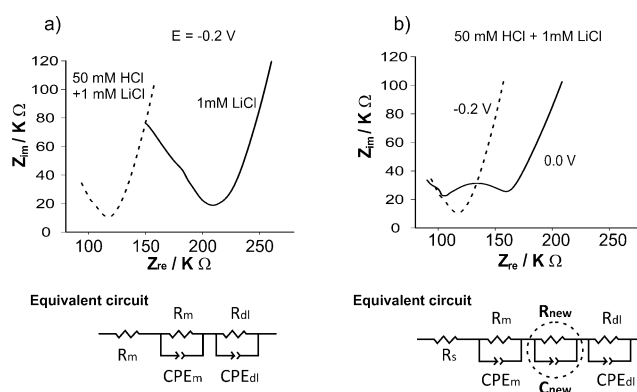 a)
E = -0.2 V
120
100
80
60
40
20
0
Zim / K Ω
50 mM HCl
+1 mM LiCl
1mM LiCl
100 150 200 250
Zre / K Ω
Equivalent circuit
Rm Rdl
Rm
CPEm CPEdl
b)
50 mM HCl + 1mM LiCl
120
100
80
60
40
20
0
Zim / K Ω
-0.2 V
0.0 V
100 150 200 250
Zre / K Ω
Equivalent circuit
Rm Rnew Rdl
Rs
CPEm CPEdl
Cnew